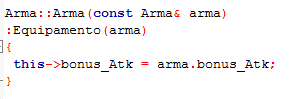 Arma::Arma(const Arma& arma)
:Equipamento(arma)
{
this->bonus_Atk = arma.bonus_Atk;
}